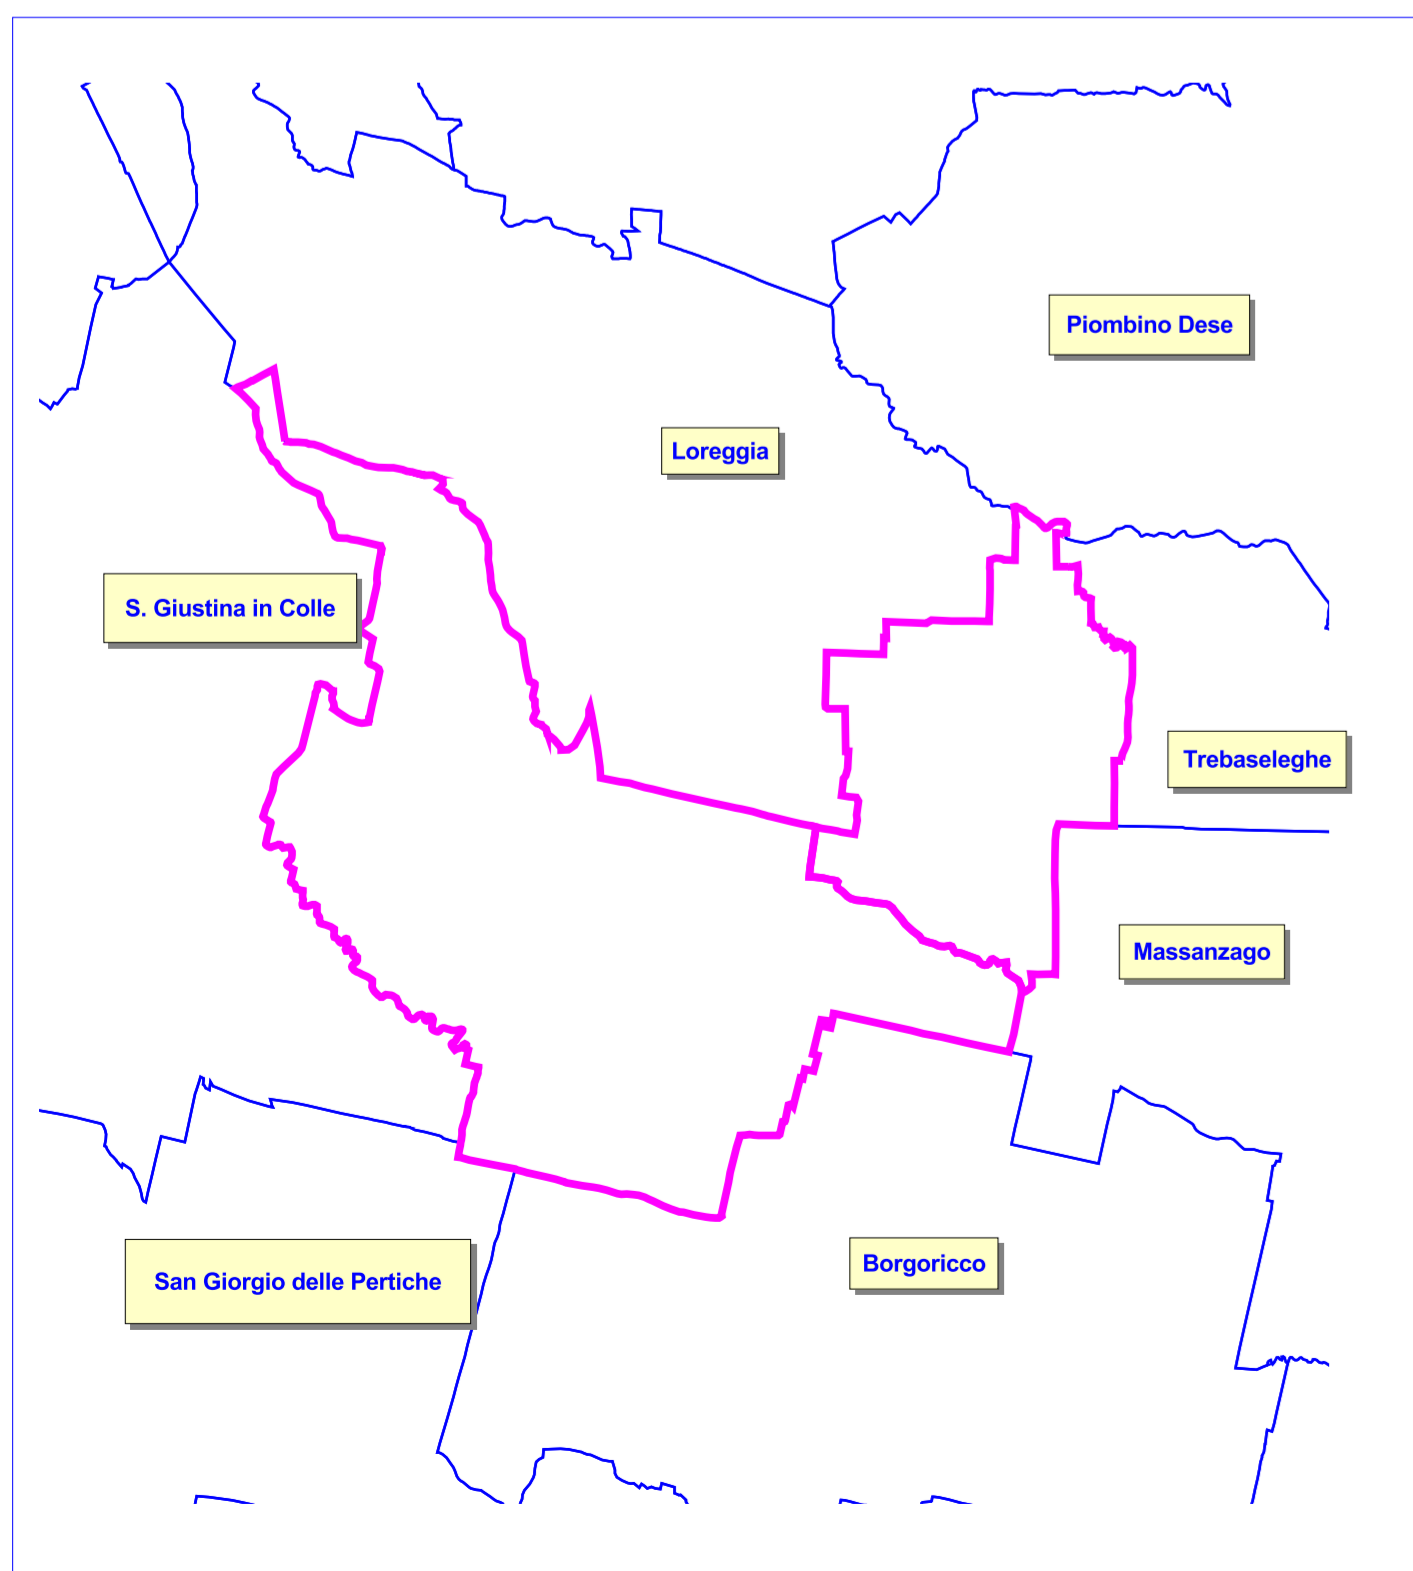 Piombino Dese
Loreggia
S. Giustina in Colle
Trebaseleghe
Massanzago
Borgoricco
San Giorgio delle Pertiche